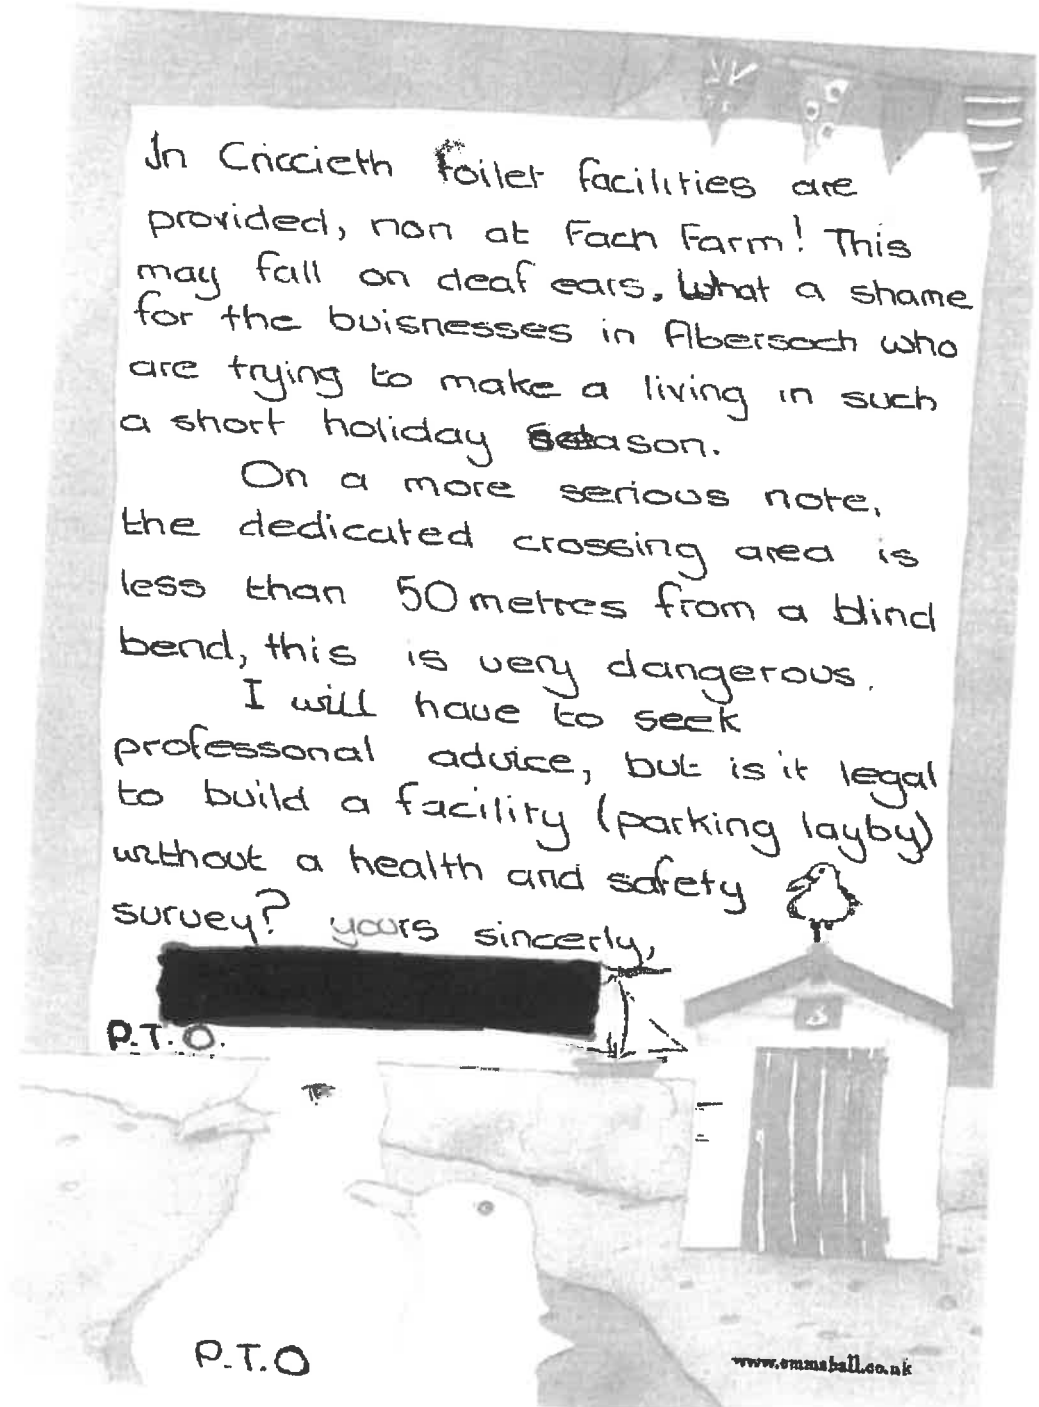 In Criccieth toilet facilities are
provided, non at Fach Farm! This
may fall on deaf ears. What a shame
for the buisnesses in Abersoch who
are trying to make a living in such
a short holiday season.
On a more serious note,
the dedicated crossing area is
less than 50 metres from a blind
bend, this is very dangerous.
I will have to seek
professonal advice, but is it legal
to build a facility (parking layby)
without a health and safety
survey? yours sincerly,
P.T.O.
3
P.T.O
www.emmaball.co.uk